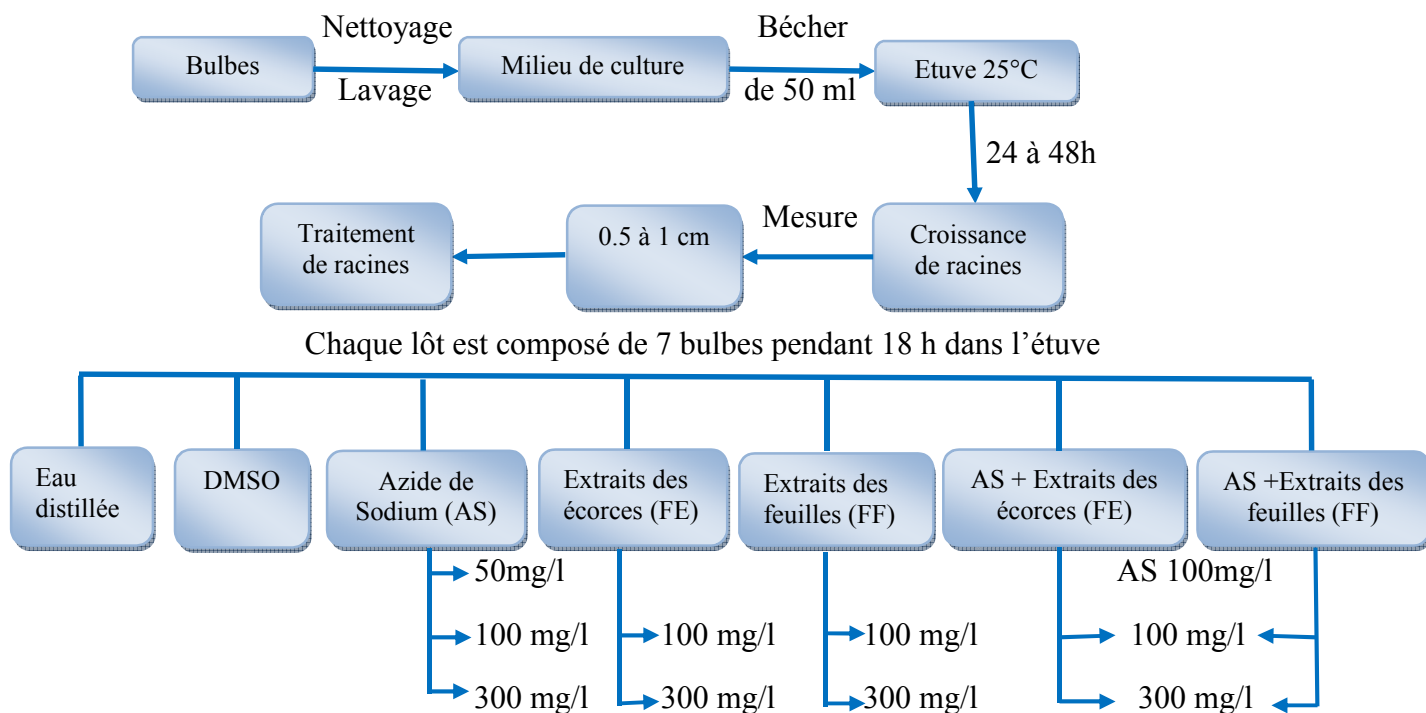 Nettoyage
Bécher
Bulbes
Milieu de culture
Etuve 25°C
Lavage
de 50 ml
24 à 48h
Mesure
Traitement
de racines
0.5 à 1 cm
Croissance
de racines
Chaque lôt est composé de 7 bulbes pendant 18 h dans l’étuve
Eau
distillée
DMSO
Azide de
Sodium (AS)
Extraits des
écorces (FE)
Extraits des
feuilles (FF)
AS + Extraits des
écorces (FE)
AS +Extraits des
feuilles (FF)
50mg/l
AS 100mg/l
100 mg/l
100 mg/l
100 mg/l
100 mg/l
300 mg/l
300 mg/l
300 mg/l
300 mg/l